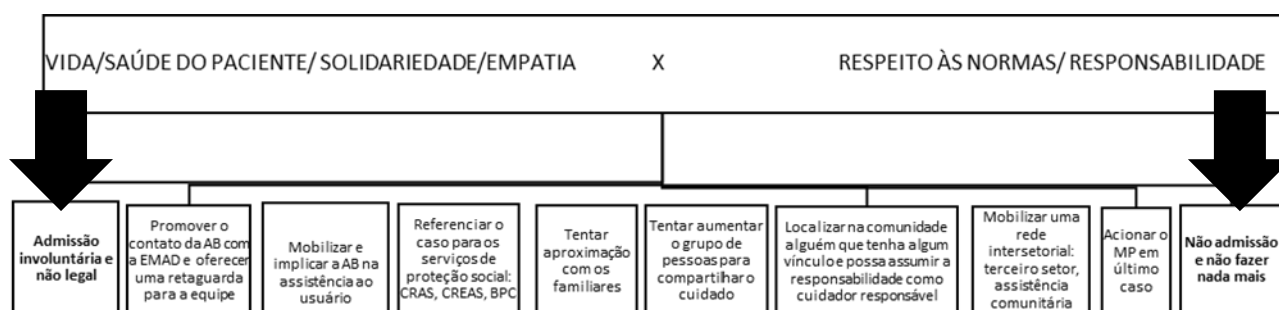 VIDA/SAÚDE DO PACIENTE/ SOLIDARIEDADE/EMPATIA X RESPEITO ÀS NORMAS/ RESPONSABILIDADE
Admissão
involuntária e
não legal
Promover o
contato da AB com
a EMAD e oferecer
uma retaguarda
para a equipe
Mobilizar e
implicar a AB na
assistência ao
usuário
Referenciar o
caso para os
serviços de
proteção social:
CRAS, CREAS, BPC
Tentar
aproximação
com os
familiares
Tentar aumentar
o grupo de
pessoas para
compartilhar o
cuidado
Localizar na comunidade
alguém que tenha algum
vínculo e possa assumir a
responsabilidade como
cuidador responsável
Mobilizar uma
rede
intersetorial:
terceiro setor,
assistência
comunitária
Acionar o
MP em
último
caso
Não admissão
e não fazer
nada mais